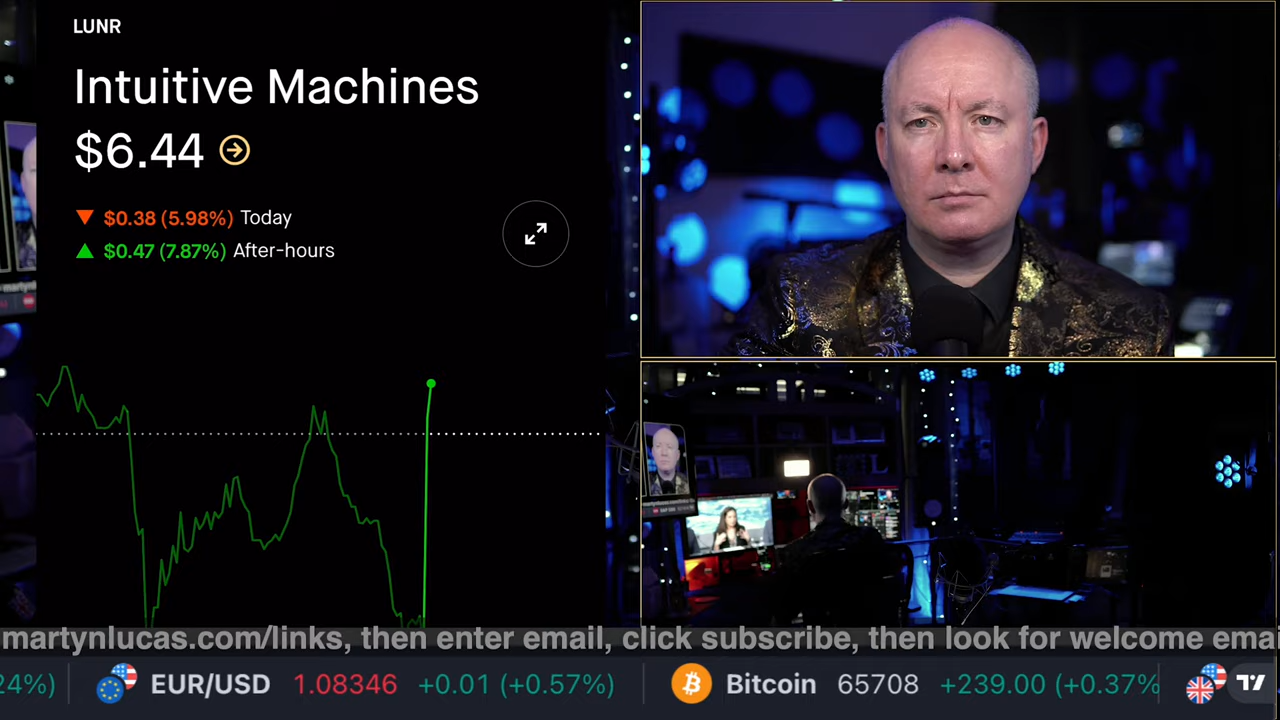 LUNR
Intuitive Machines
$6.44
$0.38 (5.98%) Today
$0.47 (7.87%) After-hours
martynlucas.com/links, then enter email, click subscribe, then look for welcome emai
24%) EUR/USD 1.08346 +0.01 (+0.57%) Bitcoin 65708 +239.00 (+0.37%